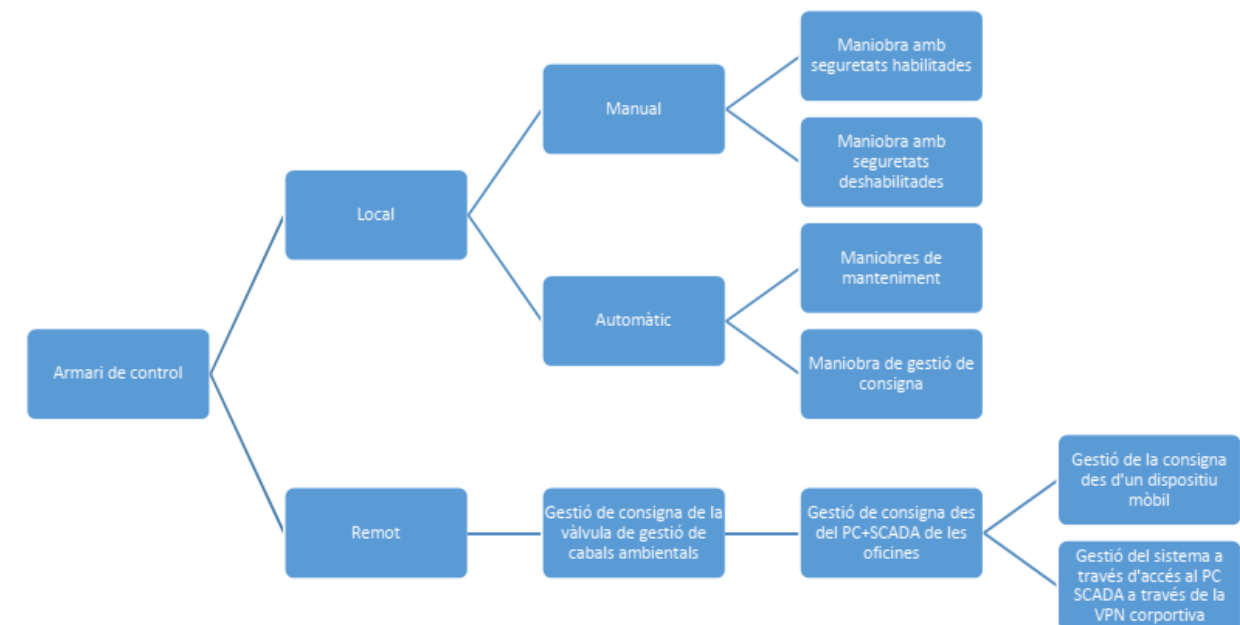 Maniobra amb
seguretats habilitades
Manual
Maniobra amb
seguretats
deshabilitades
Local
Maniobres de
manteniment
Automàtic
Maniobra de gestió de
consigna
Armari de control
Remot
Gestió de consigna de la
vàlvula de gestió de
cabals ambientals
Gestió de consigna des
del PC+SCADA de les
oficines
Gestió de la consigna
des d'un dispositiu
mòbil
Gestió del sistema a
través d'accés al PC
SCADA a través de la
VPN corportiva